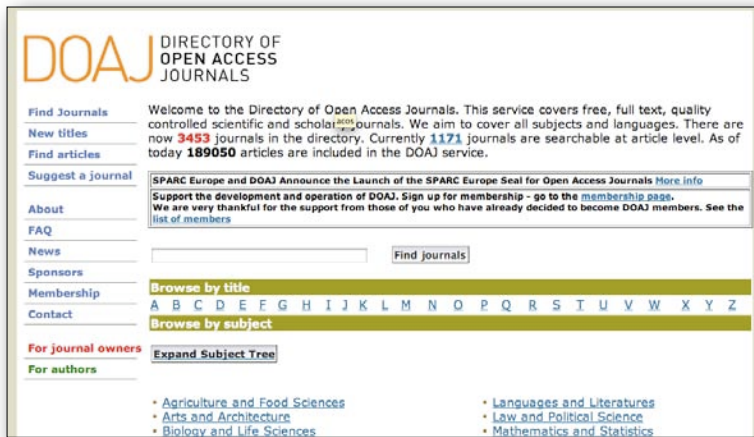 DOAJ
DIRECTORY OF
OPEN ACCESS
JOURNALS
Find Journals
New titles
Find articles
Suggest a journal
About
FAQ
News
Sponsors
Membership
Contact
For journal owners
For authors
Welcome to the Directory of Open Access Journals. This service covers free, full text, quality
controlled scientific and scholarly journals. We aim to cover all subjects and languages. There are
now 3453 journals in the directory. Currently 1171 journals are searchable at article level. As of
today 189050 articles are included in the DOAJ service.
acos
SPARC Europe and DOAJ Announce the Launch of the SPARC Europe Seal for Open Access Journals More info
Support the development and operation of DOAJ. Sign up for membership - go to the membership page.
We are very thankful for the support from those of you who have already decided to become DOAJ members. See the
list of members
Find journals
Browse by title
A B C D E F G H I J K L M N O P Q R S T U V W X Y Z
Browse by subject
Expand Subject Tree
• Agriculture and Food Sciences
• Arts and Architecture
• Biology and Life Sciences
• Languages and Literatures
• Law and Political Science
• Mathematics and Statistics